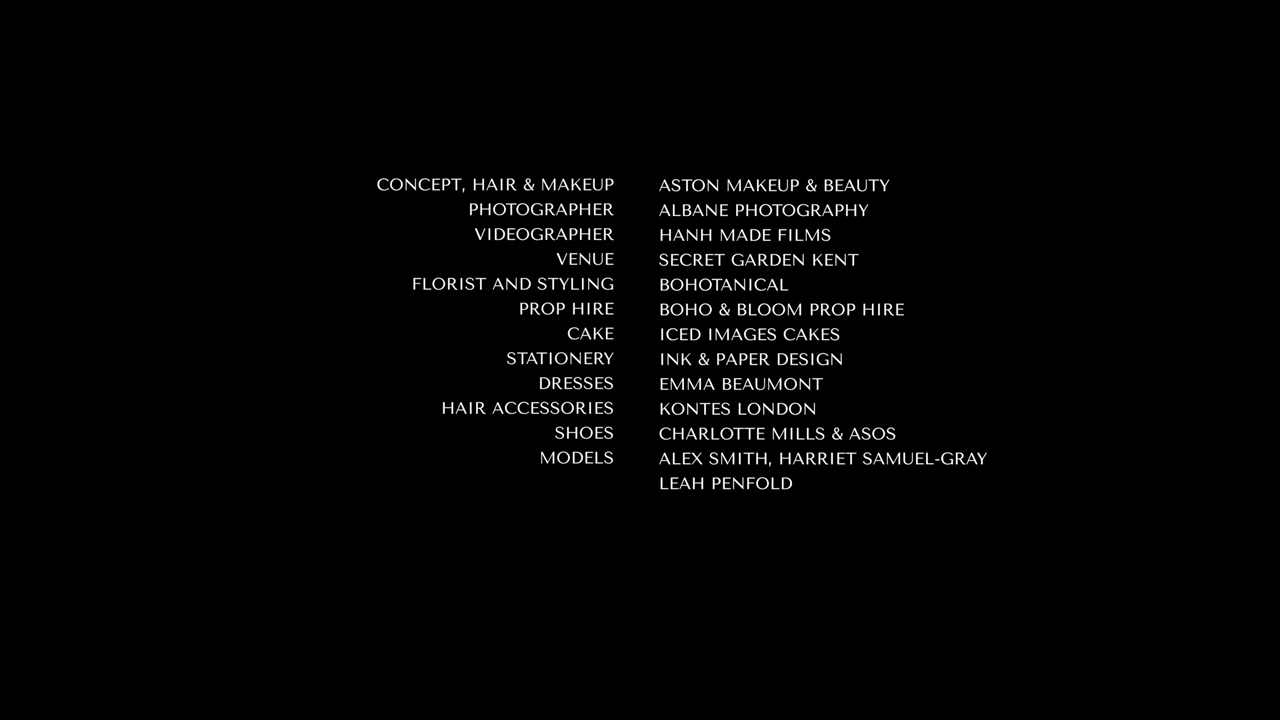 CONCEPT, HAIR & MAKEUP ASTON MAKEUP & BEAUTY
PHOTOGRAPHER ALBANE PHOTOGRAPHY
VIDEOGRAPHER HANH MADE FILMS
VENUE SECRET GARDEN KENT
FLORIST AND STYLING BOHOTANICAL
PROP HIRE BOHO & BLOOM PROP HIRE
CAKE ICED IMAGES CAKES
STATIONERY INK & PAPER DESIGN
DRESSES EMMA BEAUMONT
HAIR ACCESSORIES KONTES LONDON
SHOES CHARLOTTE MILLS & ASOS
MODELS ALEX SMITH, HARRIET SAMUEL-GRAY
LEAH PENFOLD